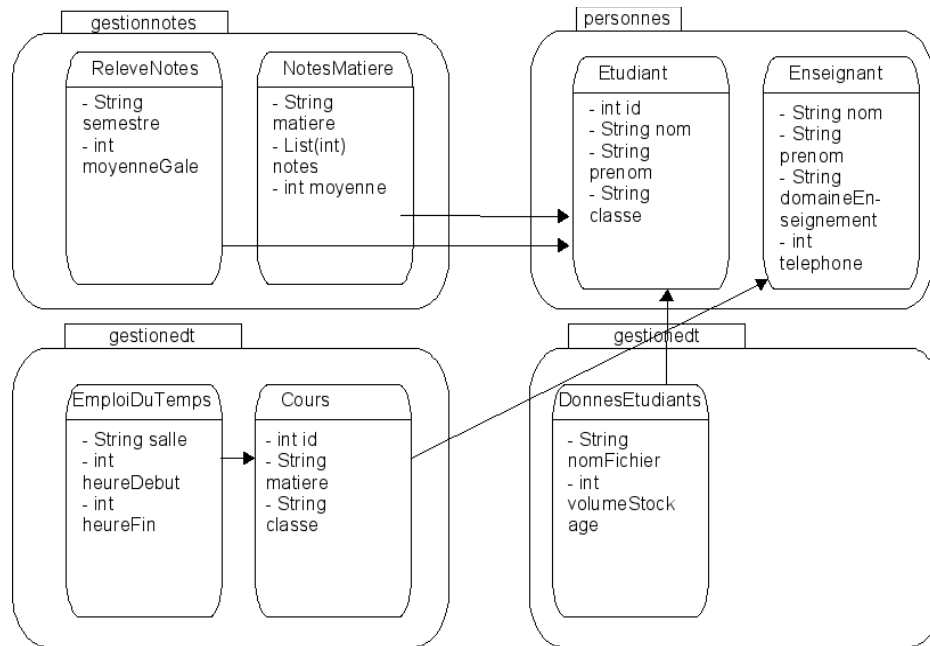 gestionnotes
ReleveNotes
- String
semestre
- int
moyenneGale
NotesMatiere
- String
matiere
- List(int)
notes
- int moyenne
personnes
Etudiant
- int id
- String nom
- String
prenom
- String
classe
Enseignant
- String nom
- String
prenom
- String
domaineEn-
seignement
- int
telephone
gestionedt
EmploiDuTemps
- String salle
- int
heureDebut
- int
heureFin
Cours
- int id
- String
matiere
- String
classe
gestionedt
DonnesEtudiants
- String
nomFichier
- int
volumeStock
age